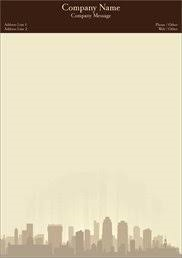 Company Name
Company Message
Address Line 1
Address Line 2
Phone / Other
Web / Other